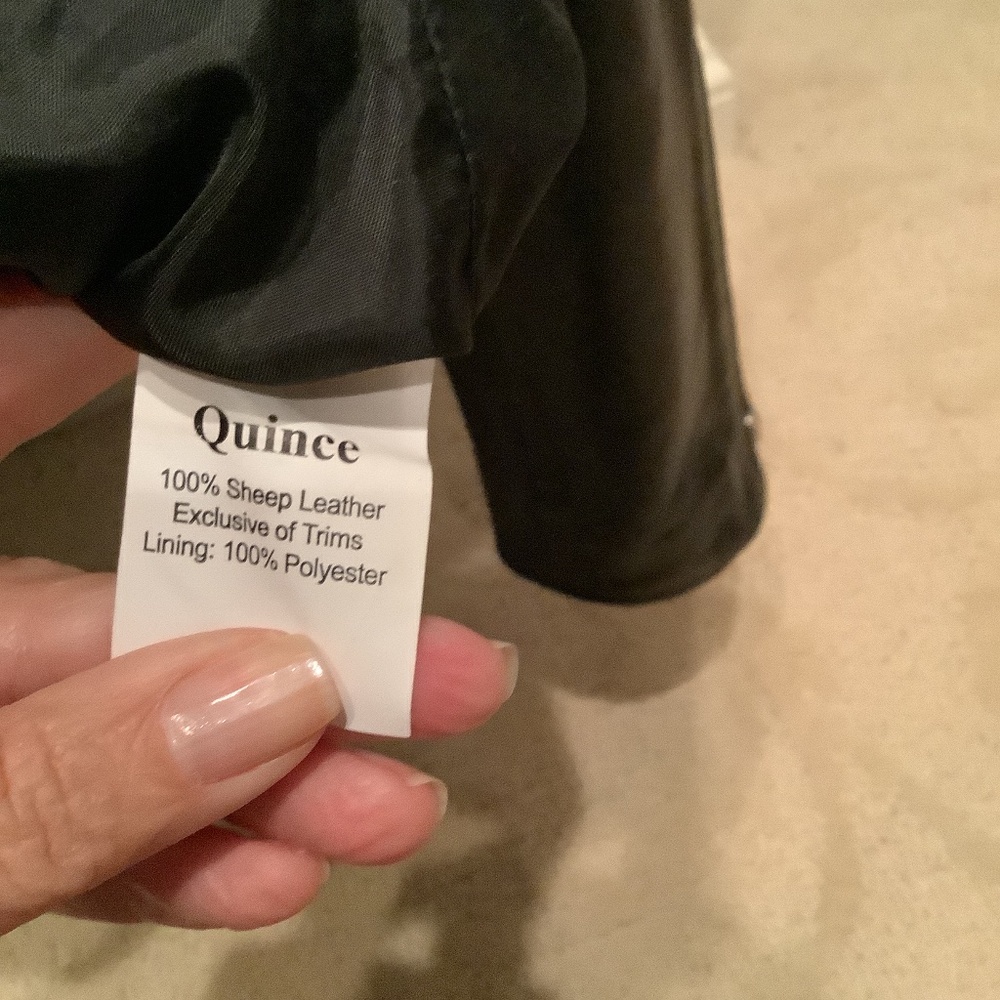 Quince
100% Sheep Leather
Exclusive of Trims
Lining: 100% Polyester